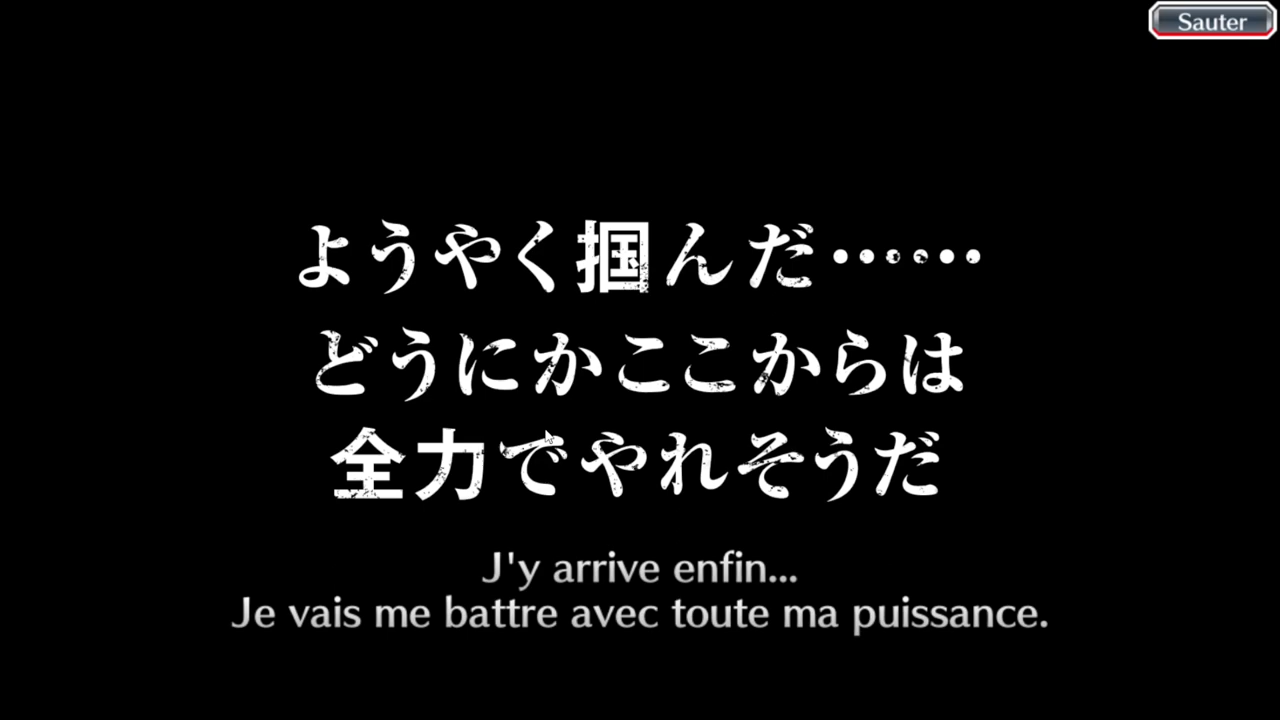 Sauter
ようやく掴んだ……
どうにかここからは
全力でやれそうだ
J'y arrive enfin...
Je vais me battre avec toute ma puissance.